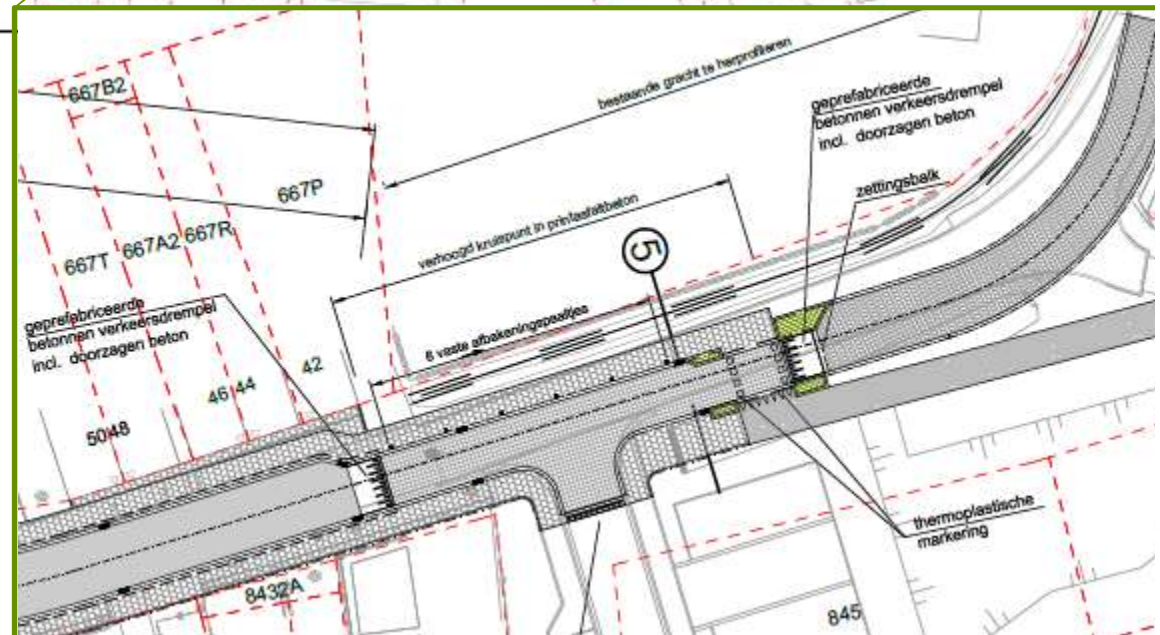 667B2
bestaande gracht te herprofileren
geprefabriceerde
betonnen verkeersdrempel
incl. doorzagen beton
667P
zettingsbalk
verhoogd kruispunt in printasfaltbeton
5
667T
667A2
667R
geprefabriceerde
betonnen verkeersdrempel
incl. doorzagen beton
6 vaste afbakeningspaaltjes
42
46
44
50
48
thermoplastische
markering
8432A
845